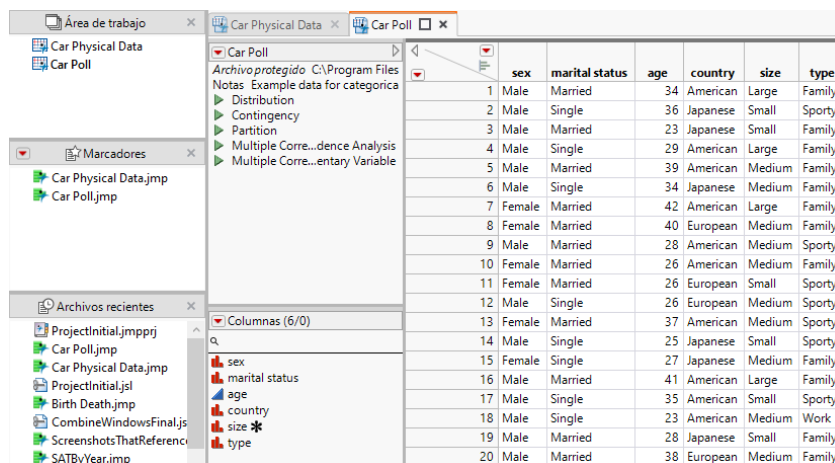 Área de trabajo
Car Physical Data
Car Poll
Marcadores
Car Physical Data.jmp
Car Poll.jmp
Archivos recientes
ProjectInitial.jmpprj
Car Poll.jmp
Car Physical Data.jmp
ProjectInitial.jsl
Birth Death.jmp
CombineWindowsFinal.js
ScreenshotsThatReference
SATByYear.jmp
Car Physical Data
Car Poll
Car Poll
Archivo protegido C:\Program Files
Notas Example data for categorica
Distribution
Contingency
Partition
Multiple Corre...dence Analysis
Multiple Corre...entary Variable
Columnas (6/0)
sex
marital status
age
country
size
type
sex marital status age country size type
1 Male Married 34 American Large Family
2 Male Single 36 Japanese Small Sporty
3 Male Married 23 Japanese Small Family
4 Male Single 29 American Large Family
5 Male Married 39 American Medium Family
6 Male Single 34 Japanese Medium Family
7 Female Married 42 American Large Family
8 Female Married 40 European Medium Family
9 Male Married 28 American Medium Sporty
10 Female Married 26 American Medium Family
11 Female Married 26 European Small Sporty
12 Male Single 26 European Medium Sporty
13 Female Married 37 American Medium Sporty
14 Male Single 25 Japanese Small Sporty
15 Female Single 27 Japanese Medium Family
16 Male Married 41 American Large Family
17 Male Single 35 American Small Sporty
18 Male Single 23 American Medium Work
19 Male Married 28 Japanese Small Family
20 Male Married 38 European Medium Family